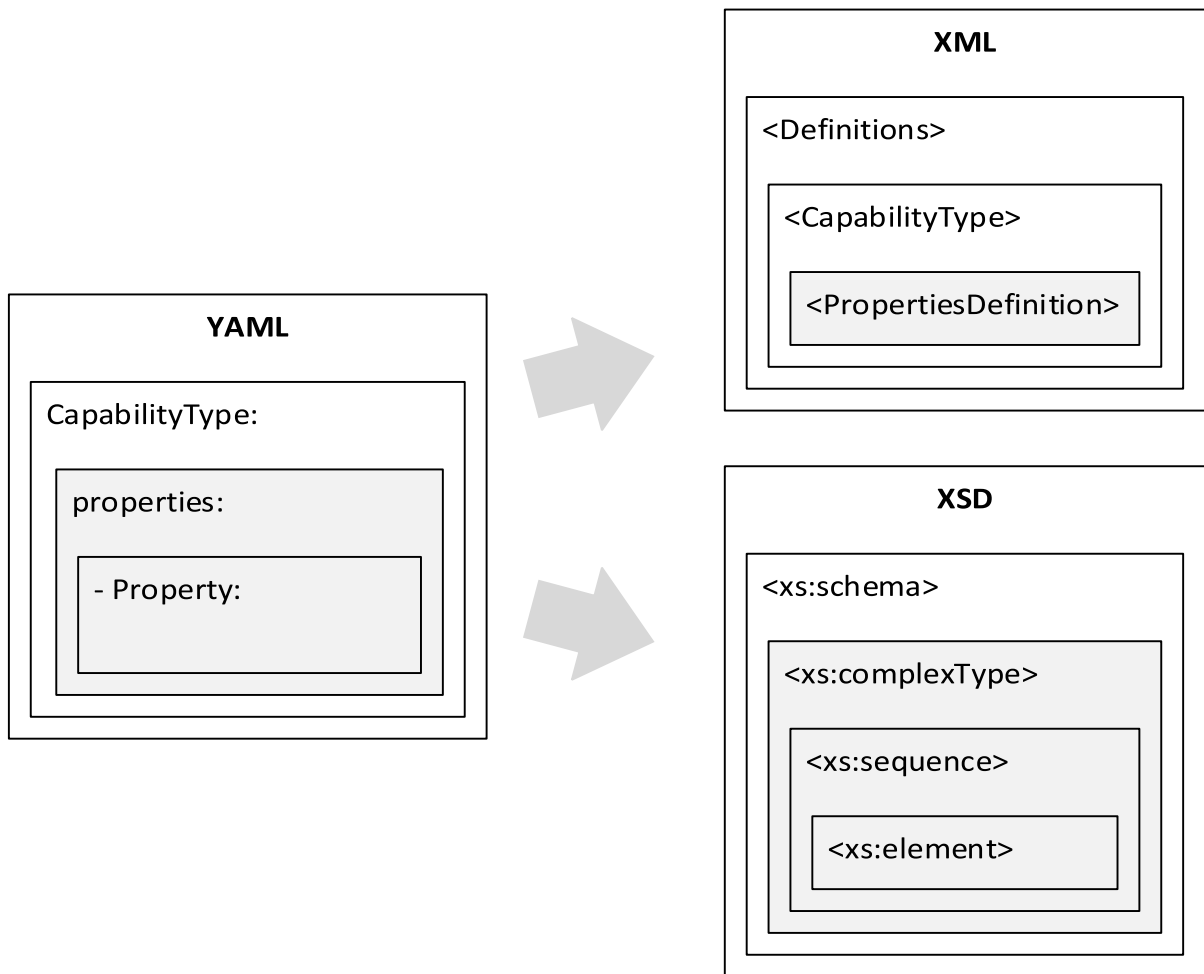 YAML
CapabilityType:
properties:
- Property:
XML
<Definitions>
<CapabilityType>
<PropertiesDefinition>
XSD
<xs:schema>
<xs:complexType>
<xs:sequence>
<xs:element>